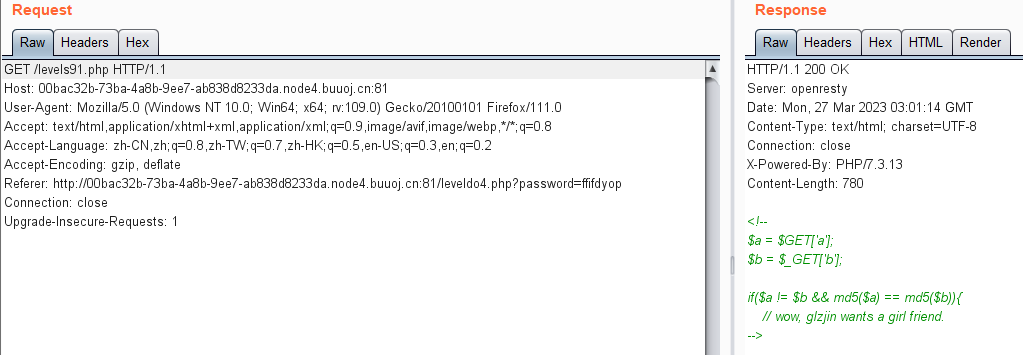 Request
Raw Headers Hex
GET /levels91.php HTTP/1.1
Host: 00bac32b-73ba-4a8b-9ee7-ab838d8233da.node4.buuoj.cn:81
User-Agent: Mozilla/5.0 (Windows NT 10.0; Win64; x64; rv:109.0) Gecko/20100101 Firefox/111.0
Accept: text/html,application/xhtml+xml,application/xml;q=0.9,image/avif,image/webp,*/*;q=0.8
Accept-Language: zh-CN,zh;q=0.8,zh-TW;q=0.7,zh-HK;q=0.5,en-US;q=0.3,en;q=0.2
Accept-Encoding: gzip, deflate
Referer: http://00bac32b-73ba-4a8b-9ee7-ab838d8233da.node4.buuoj.cn:81/leveldo4.php?password=ffifdyop
Connection: close
Upgrade-Insecure-Requests: 1
Response
Raw Headers Hex HTML Render
HTTP/1.1 200 OK
Server: openresty
Date: Mon, 27 Mar 2023 03:01:14 GMT
Content-Type: text/html; charset=UTF-8
Connection: close
X-Powered-By: PHP/7.3.13
Content-Length: 780
<!--
$a = $GET['a'];
$b = $_GET['b'];
if($a != $b && md5($a) == md5($b)){
// wow, glzjin wants a girl friend.
-->